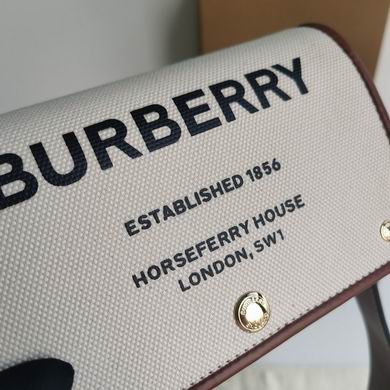 BURBERRY
ESTABLISHED 1856
HORSEFERRY HOUSE
LONDON, SW1